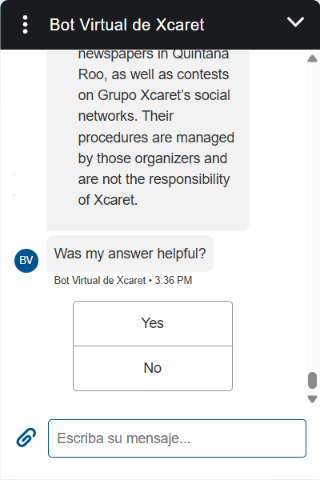 Bot Virtual de Xcaret
newspapers in Quintana
Roo, as well as contests
on Grupo Xcaret's social
networks. Their
procedures are managed
by those organizers and
are not the responsibility
of Xcaret.
BV
Was my answer helpful?
Bot Virtual de Xcaret • 3:36 PM
Yes
No
Escriba su mensaje...